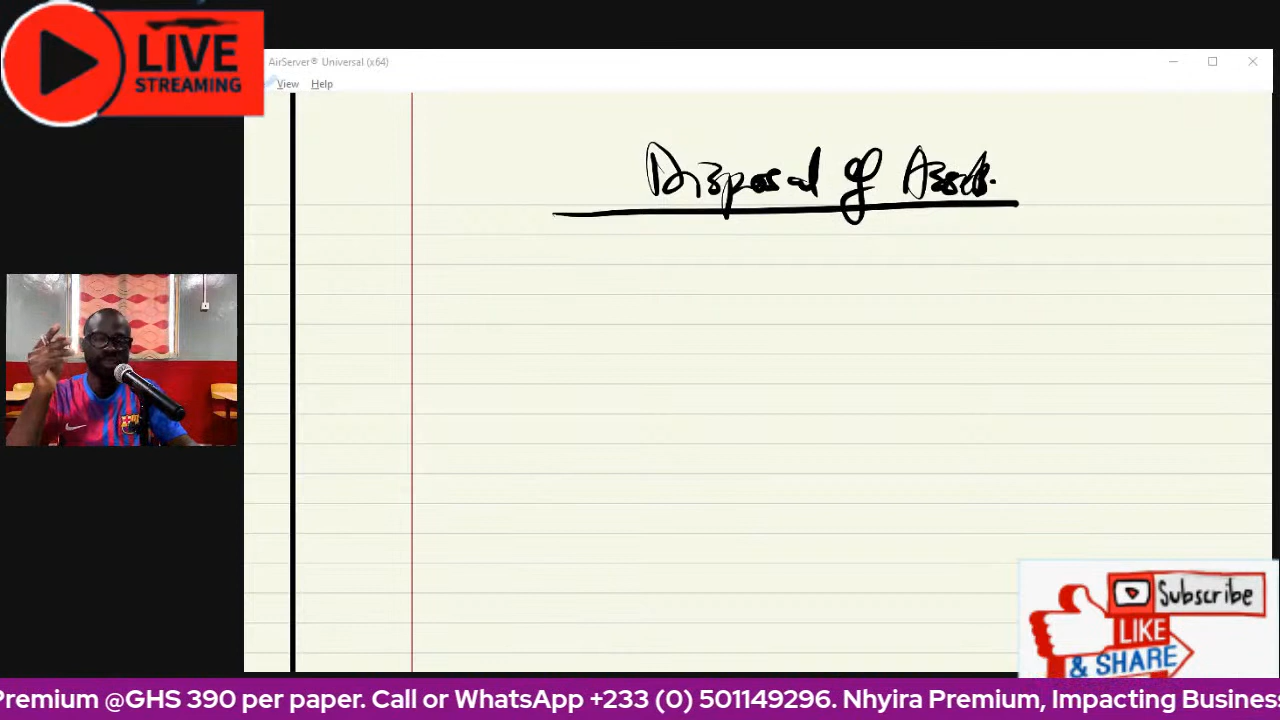 LIVE
STREAMING
AirServer® Universal (x64)
View Help
Disposal of Assets.
Subscribe
LIKE
& SHARE
Premium @GHS 390 per paper. Call or WhatsApp +233 (0) 501149296. Nhyira Premium, Impacting Business